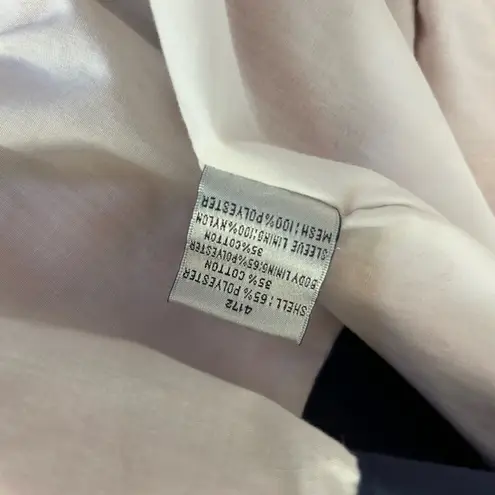 4172
SHELL: 65% POLYESTER
35% COTTON
BODY LINING:65%POLYESTER
35%COTTON
SLEEVE LINING:100%NYLON
MESH:100%POLYESTER